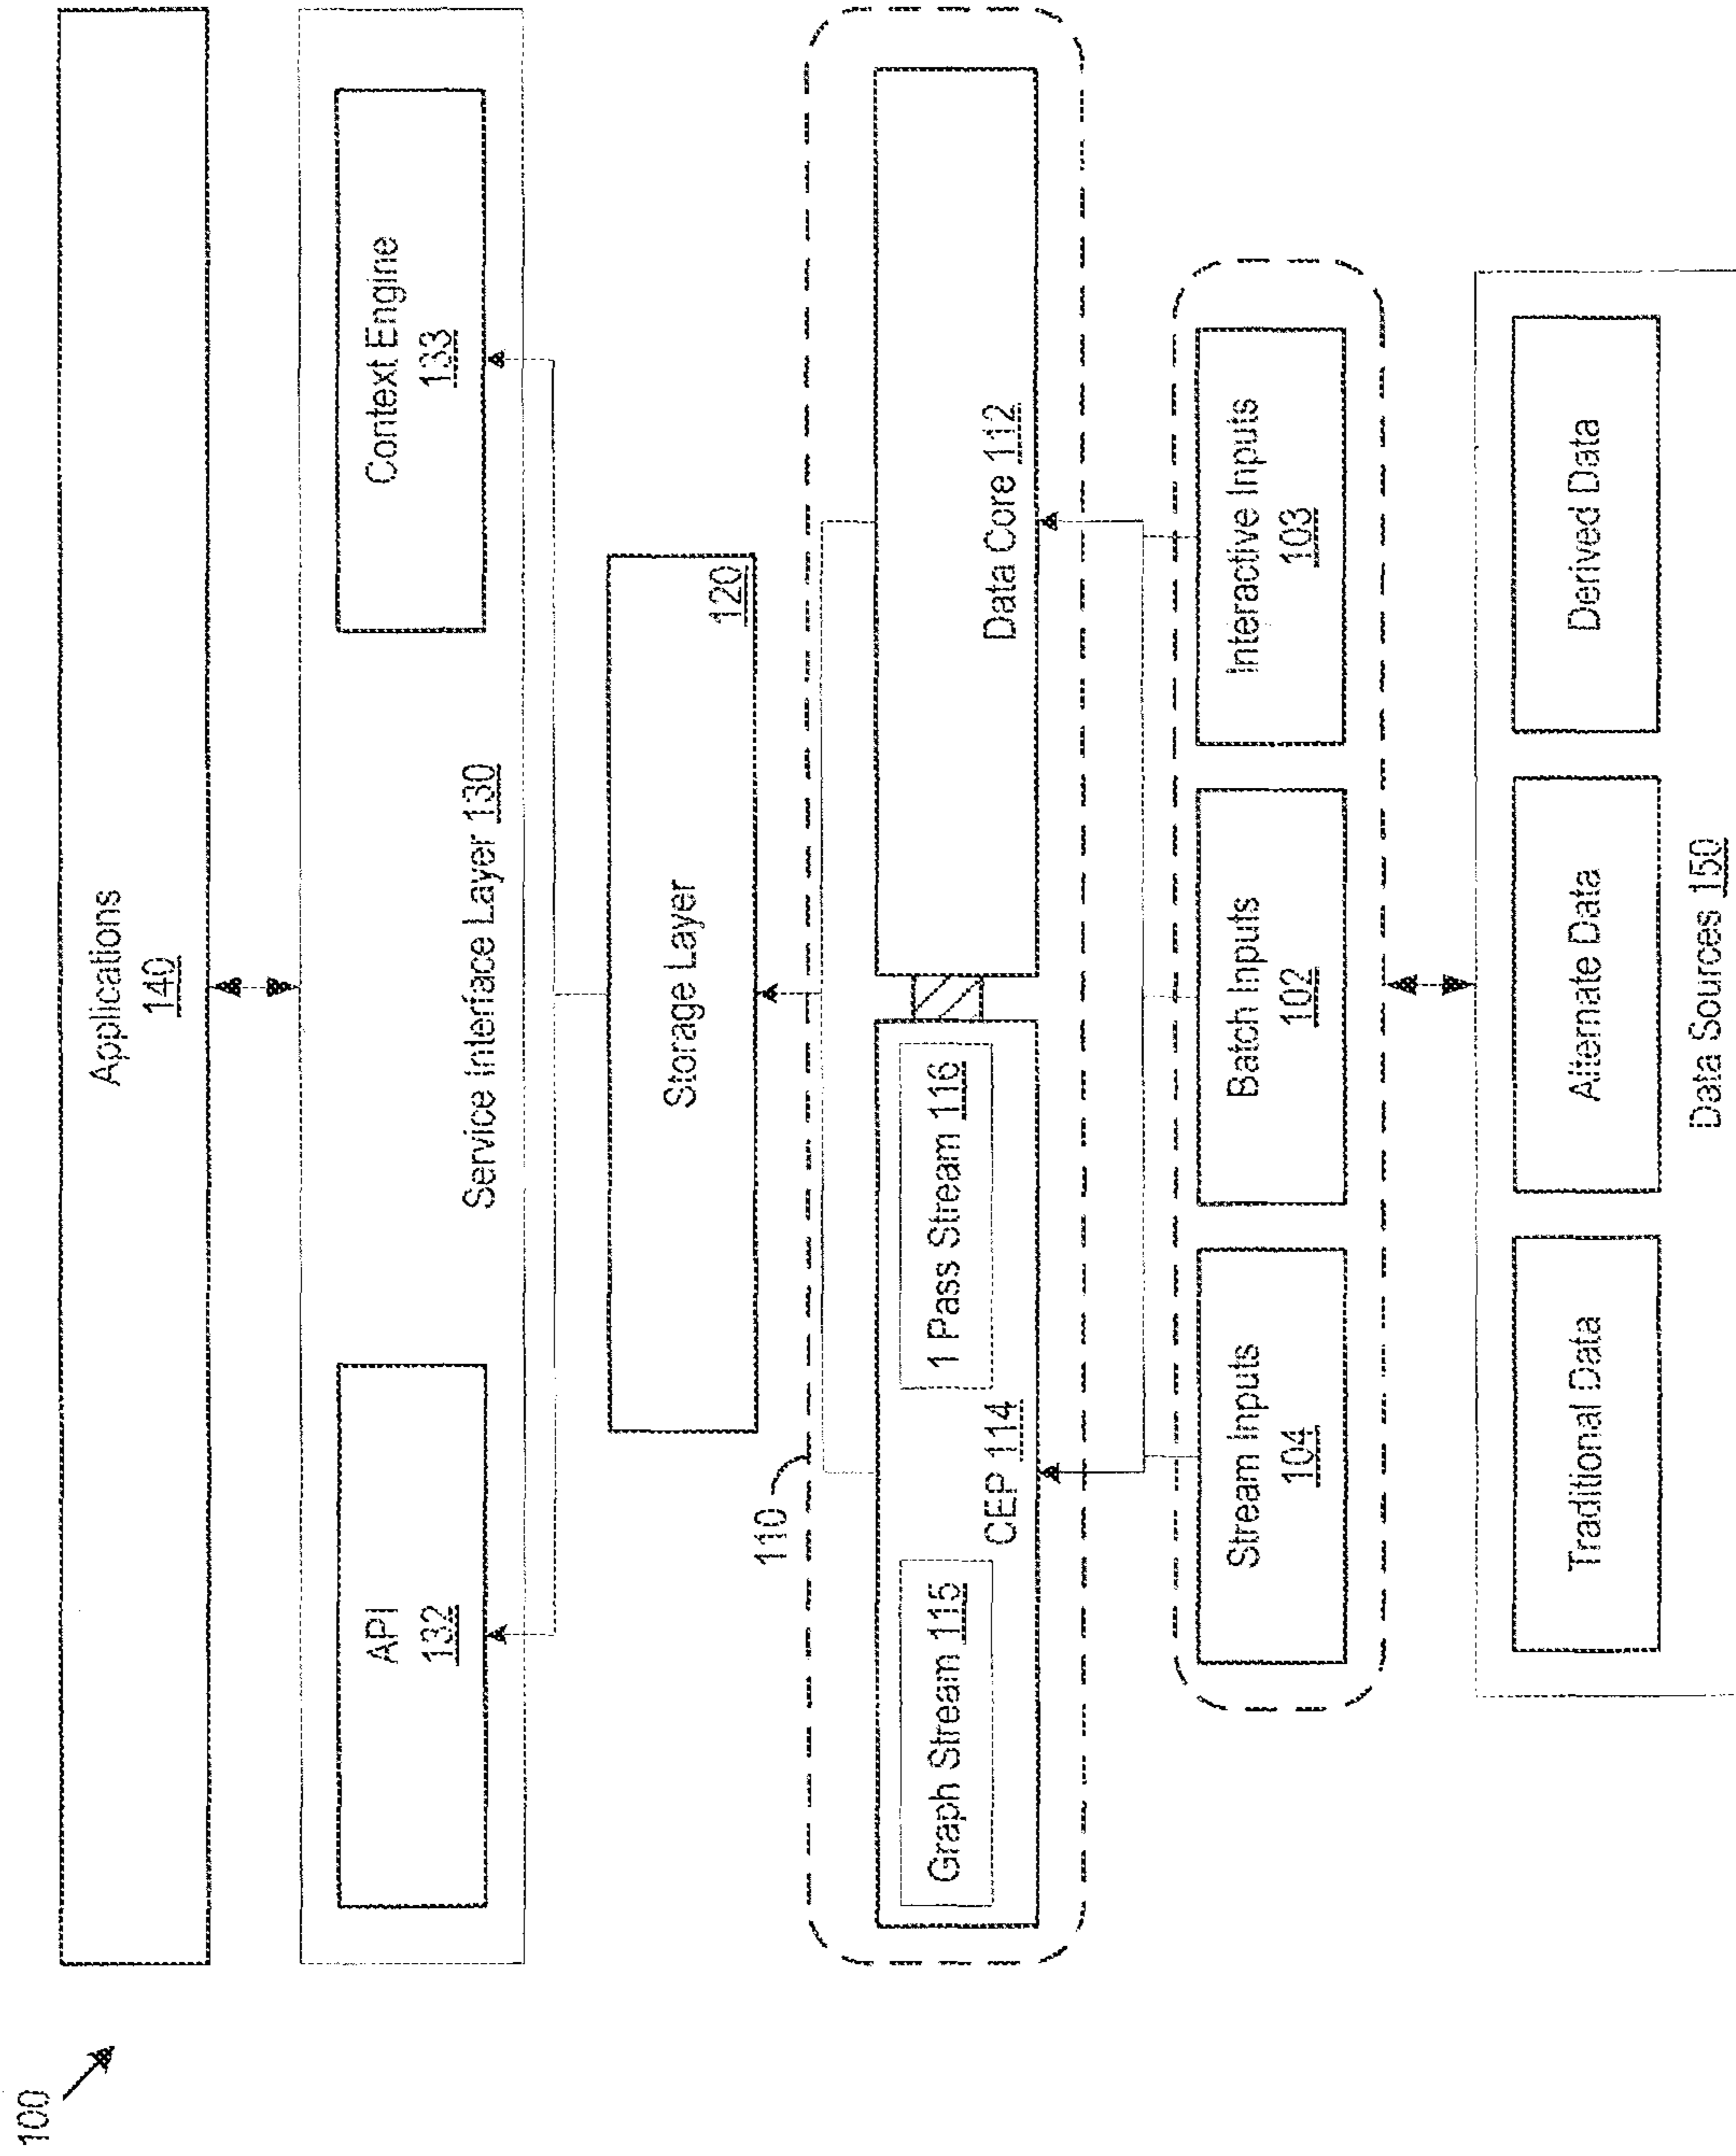 100
Applications
140
API
132
Service Interface Layer 130
Context Engine
133
Storage Layer
120
110
Graph Stream 115
1 Pass Stream 116
CEP 114
Data Core 112
Stream Inputs
104
Batch Inputs
102
Interactive Inputs
103
Traditional Data
Alternate Data
Derived Data
Data Sources 150